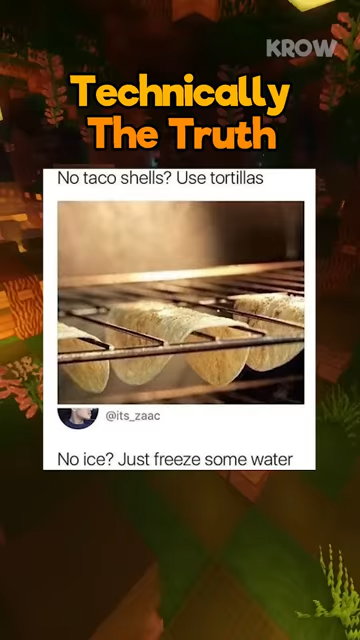 KROW
Technically
The Truth
No taco shells? Use tortillas
@its_zaac
No ice? Just freeze some water